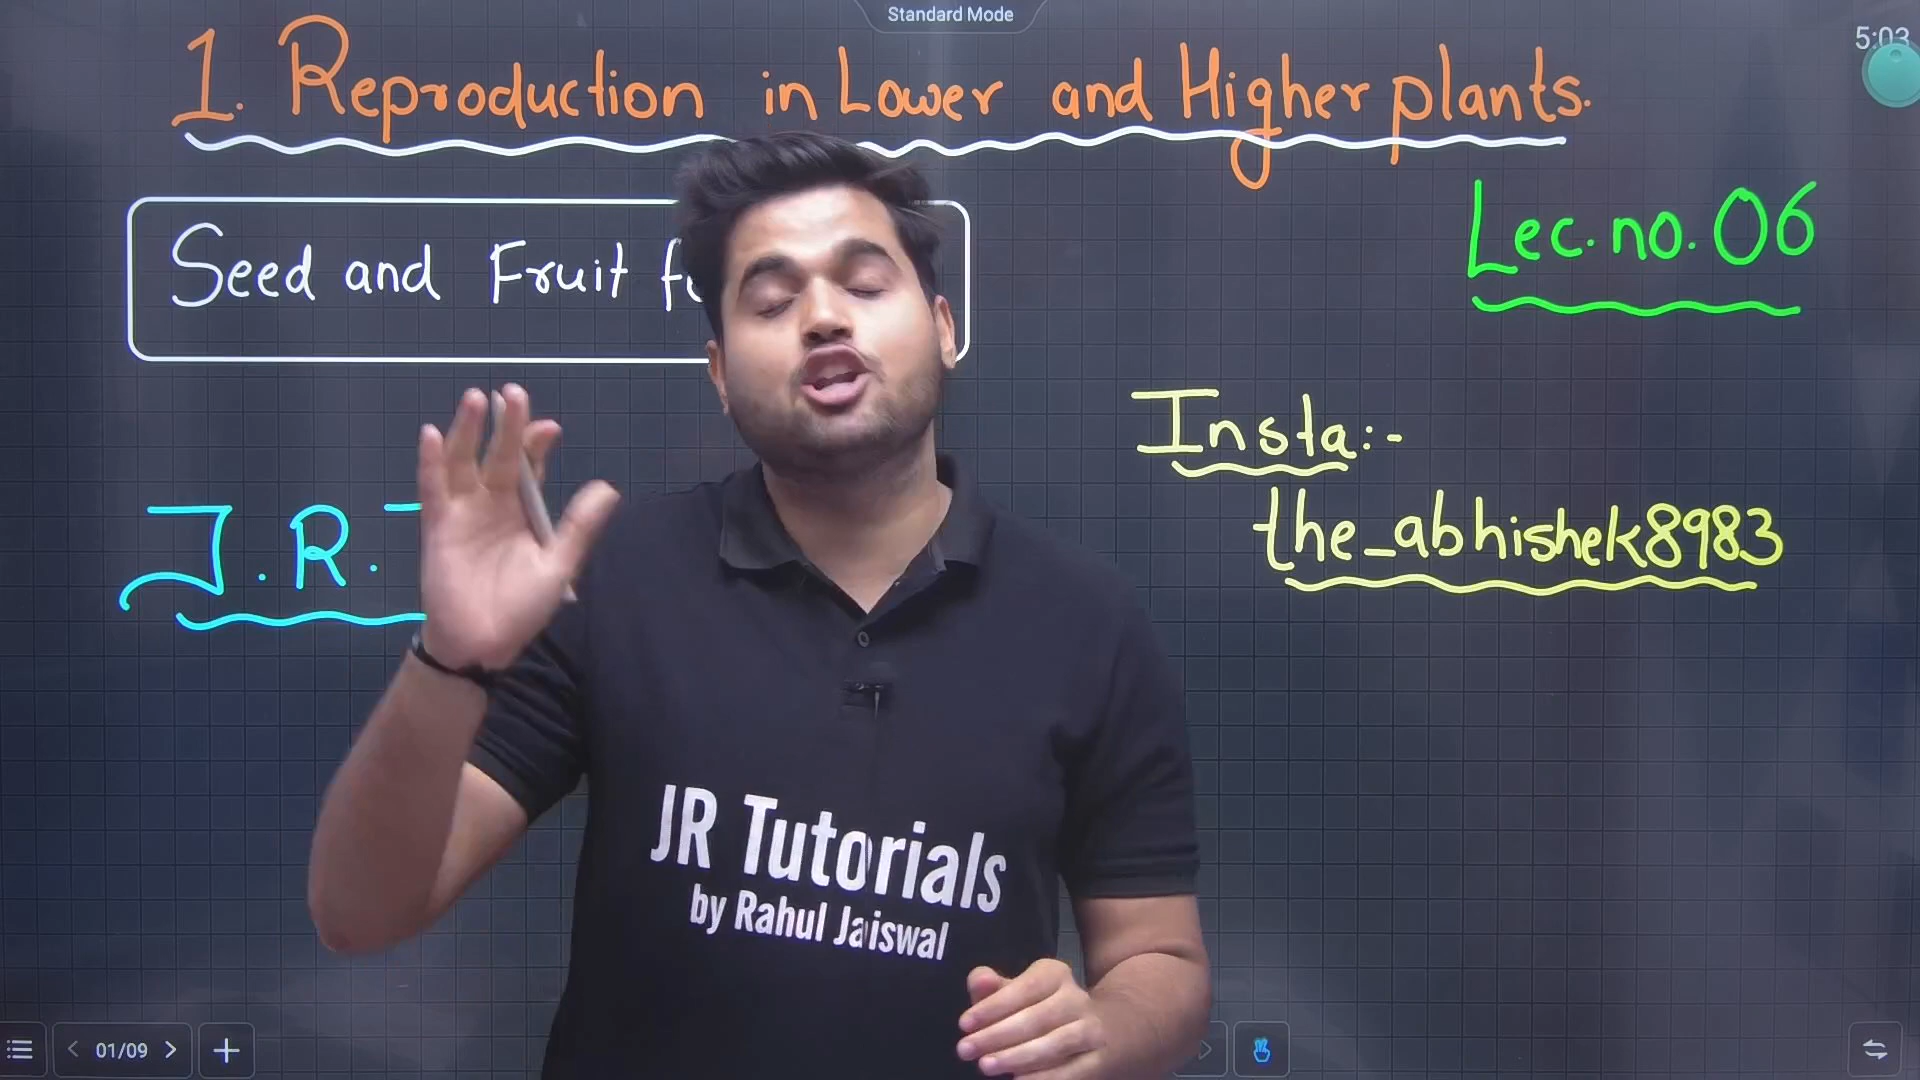 Standard Mode
5:03
1. Reproduction in Lower and Higher plants.
Lec. no. 06
Seed and Fruit
Insta:-
the_abhishek8983
J.R.
JR Tutorials
by Rahul Jaiswal
01/09